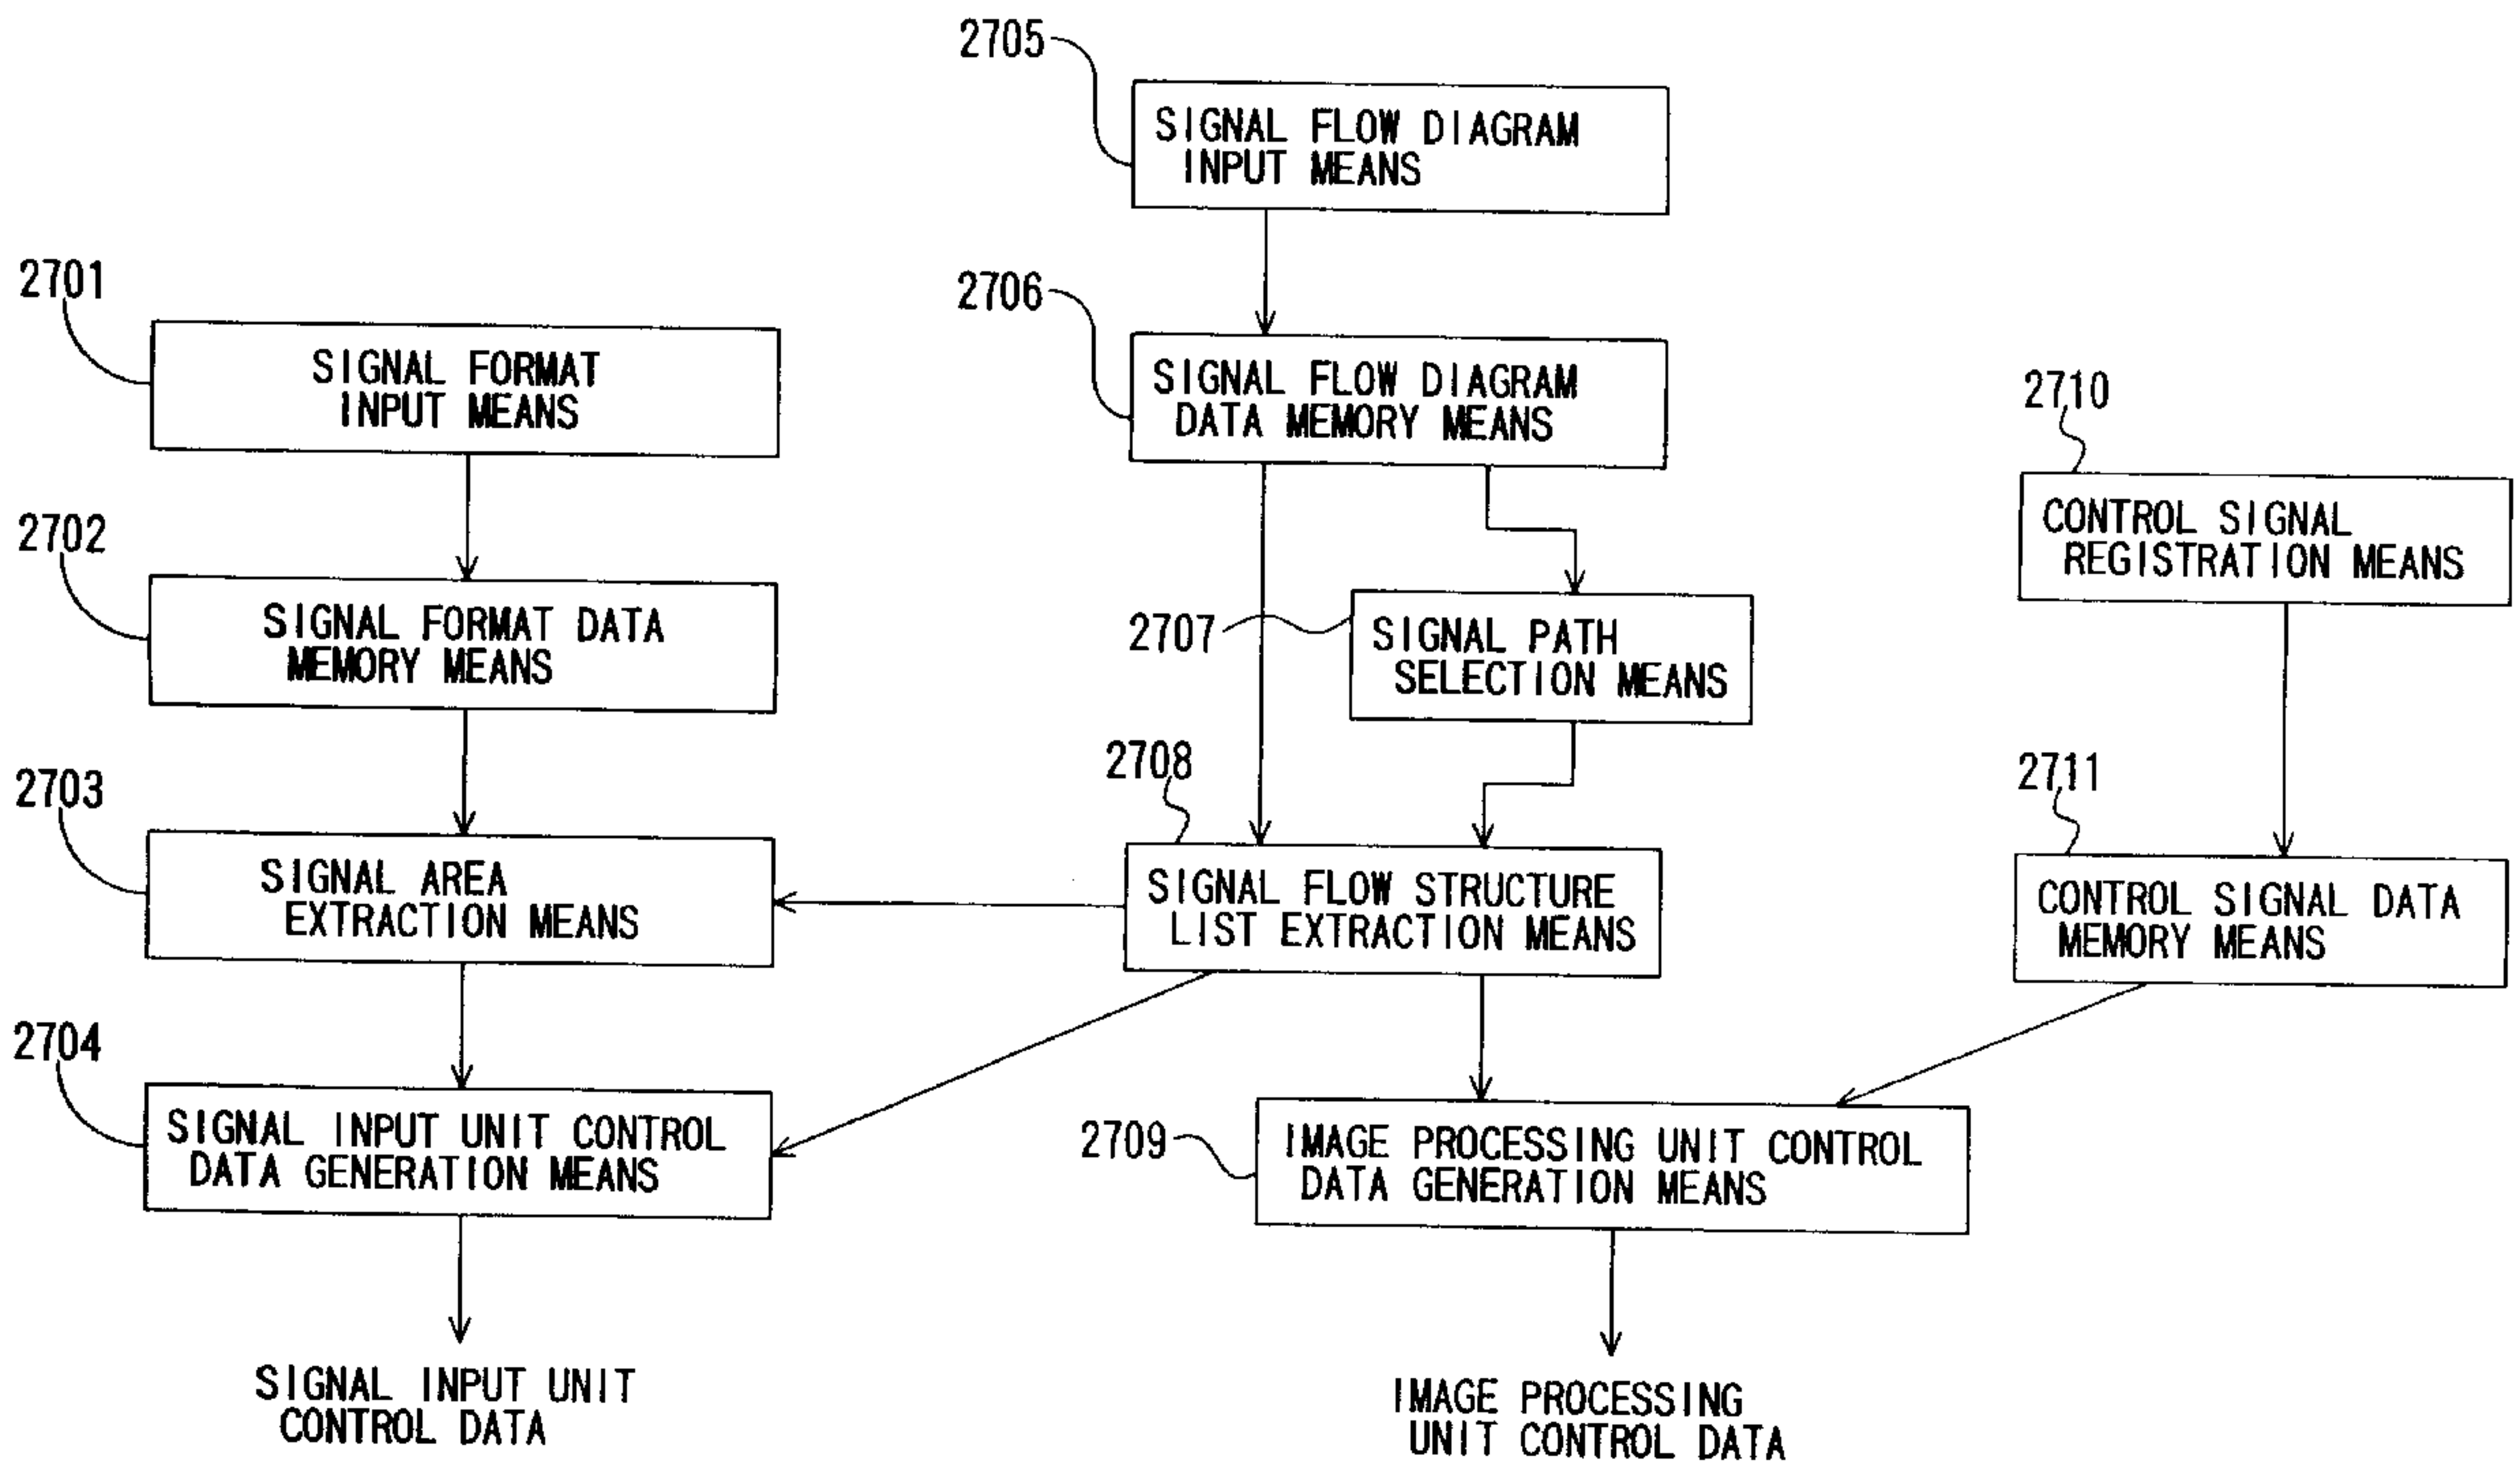 2705
SIGNAL FLOW DIAGRAM
INPUT MEANS
2701
SIGNAL FORMAT
INPUT MEANS
2706
SIGNAL FLOW DIAGRAM
DATA MEMORY MEANS
2710
CONTROL SIGNAL
REGISTRATION MEANS
2702
SIGNAL FORMAT DATA
MEMORY MEANS
2707
SIGNAL PATH
SELECTION MEANS
2703
SIGNAL AREA
EXTRACTION MEANS
2708
SIGNAL FLOW STRUCTURE
LIST EXTRACTION MEANS
2711
CONTROL SIGNAL DATA
MEMORY MEANS
2704
SIGNAL INPUT UNIT CONTROL
DATA GENERATION MEANS
2709
IMAGE PROCESSING UNIT CONTROL
DATA GENERATION MEANS
SIGNAL INPUT UNIT
CONTROL DATA
IMAGE PROCESSING
UNIT CONTROL DATA